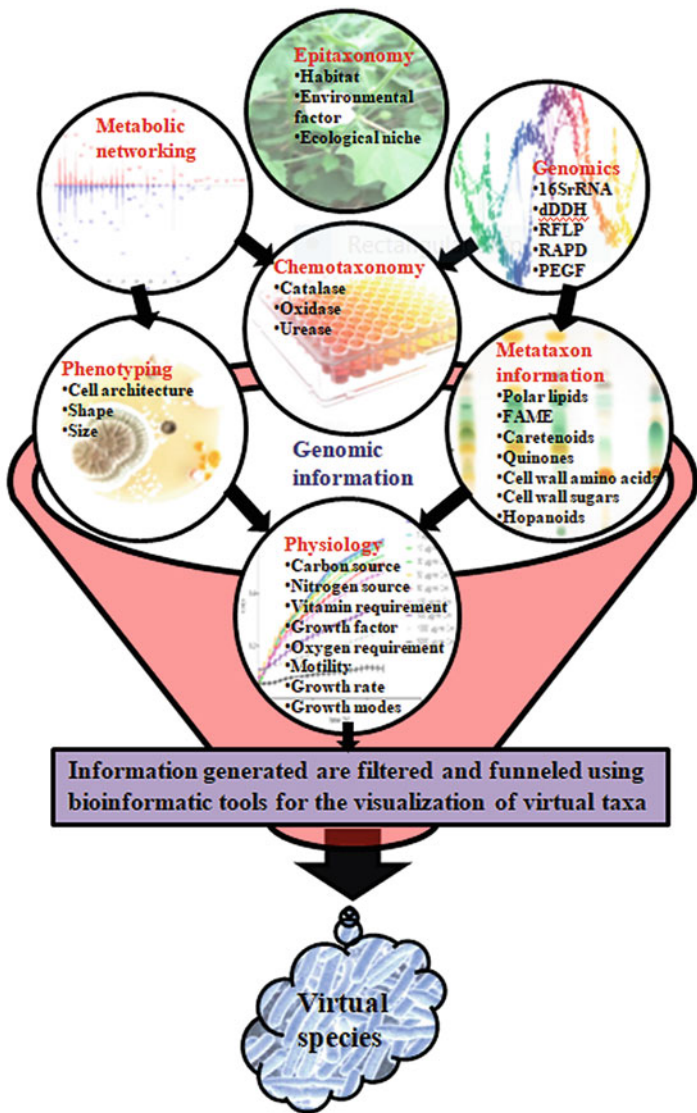 Epitaxonomy
•Habitat
•Environmental
factor
•Ecological niche
Metabolic
networking
Genomics
•16SrRNA
•dDDH
•RFLP
•RAPD
•PEGF
Chemotaxonomy
•Catalase
•Oxidase
•Urease
Phenotyping
•Cell architecture
•Shape
•Size
Metataxon
information
•Polar lipids
•FAME
•Caretenoids
•Quinones
•Cell wall amino acids
•Cell wall sugars
•Hopanoids
Genomic
information
Physiology
•Carbon source
•Nitrogen source
•Vitamin requirement
•Growth factor
•Oxygen requirement
•Motility
•Growth rate
•Growth modes
Information generated are filtered and funneled using
bioinformatic tools for the visualization of virtual taxa
Virtual
species